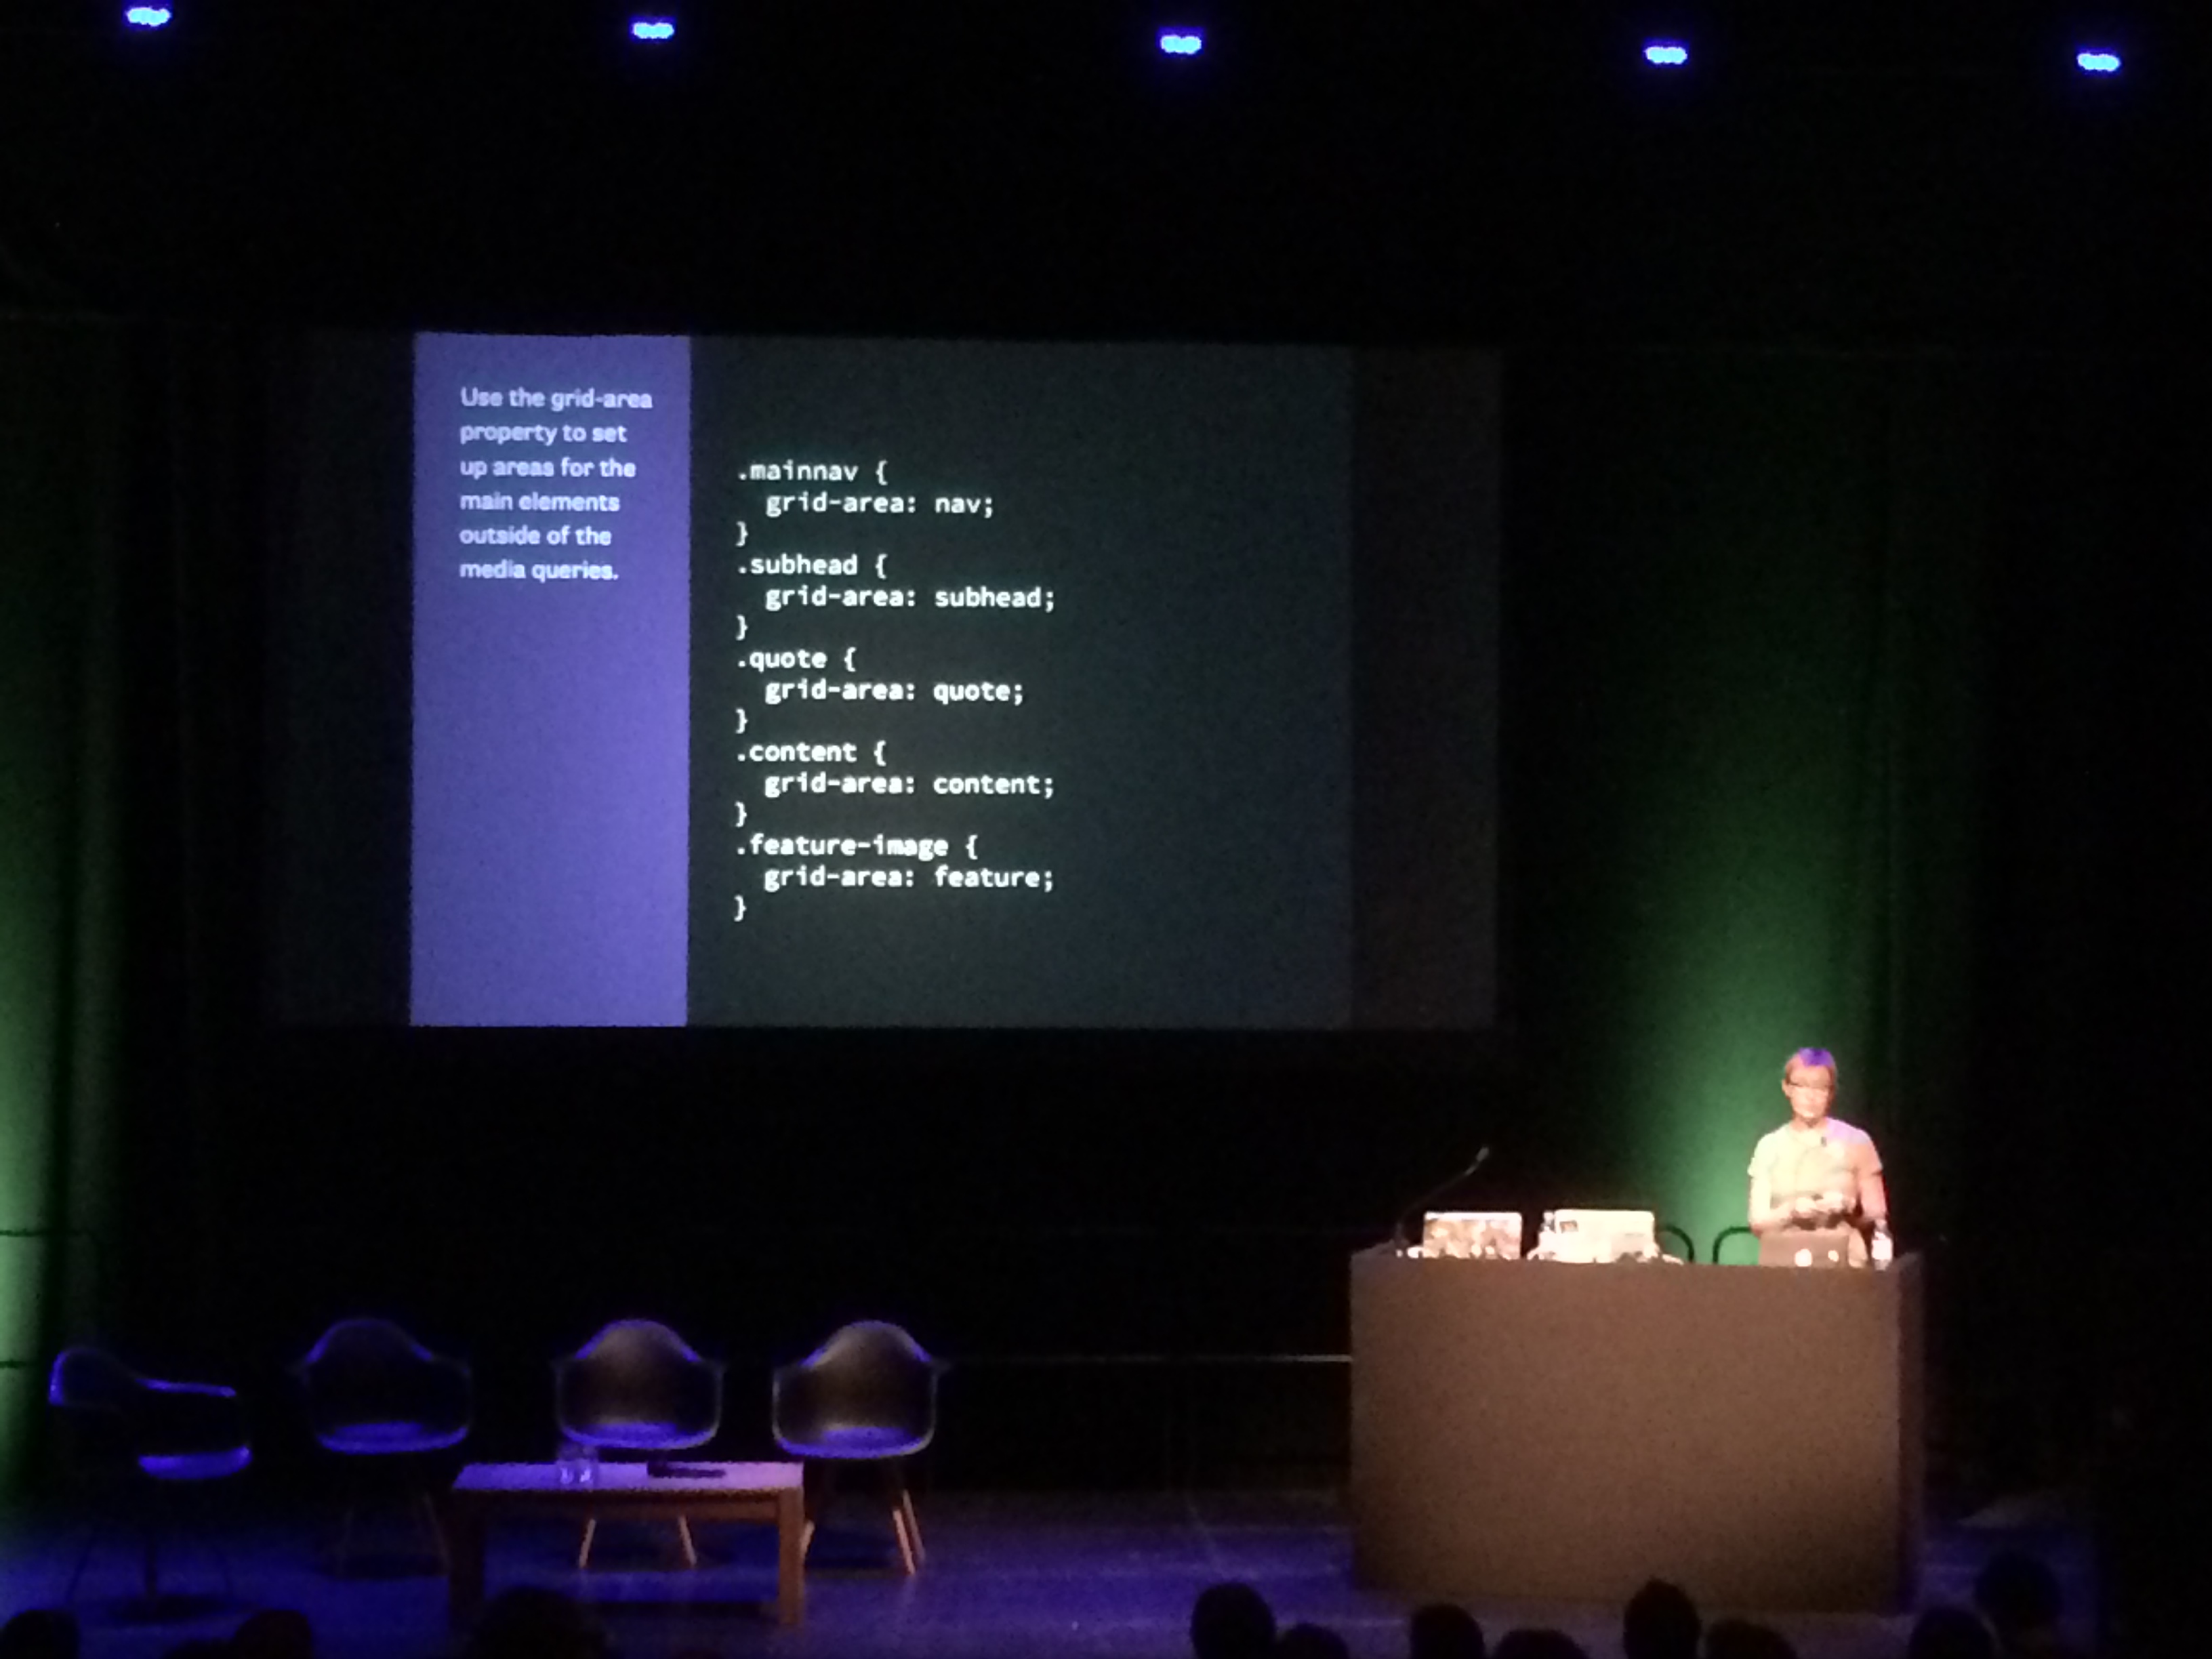 Use the grid-area
property to set
up areas for the
main elements
outside of the
media queries.
.mainnav {
  grid-area: nav;
}
.subhead {
  grid-area: subhead;
}
.quote {
  grid-area: quote;
}
.content {
  grid-area: content;
}
.feature-image {
  grid-area: feature;
}